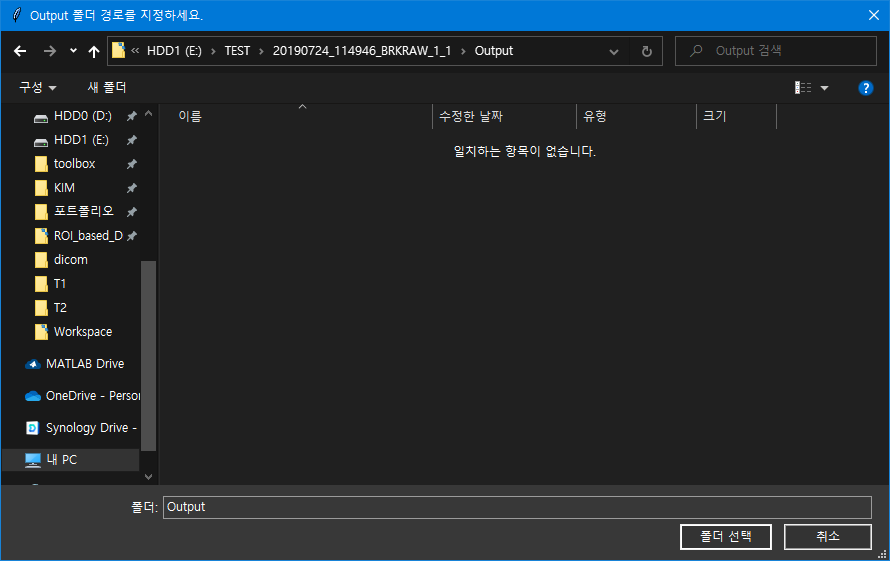 Output 폴더 경로를 지정하세요.
« HDD1 (E:) › TEST › 20190724_114946_BRKRAW_1_1 › Output
Output 검색
구성 새 폴더
이름 수정한 날짜 유형 크기
일치하는 항목이 없습니다.
HDD0 (D:)
HDD1 (E:)
toolbox
KIM
포트폴리오
ROI_based_D
dicom
T1
T2
Workspace
MATLAB Drive
OneDrive - Person
Synology Drive -
내 PC
폴더: Output
폴더 선택 취소